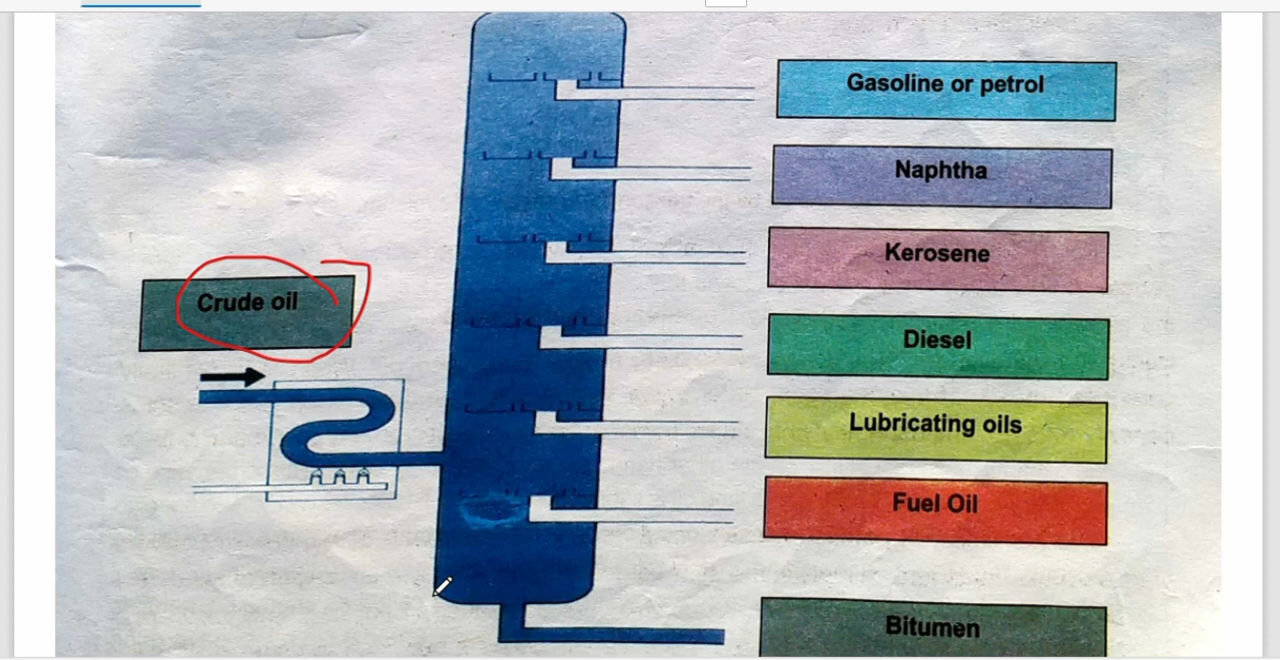 Gasoline or petrol
Naphtha
Kerosene
Crude oil
Diesel
Lubricating oils
Fuel Oil
Bitumen